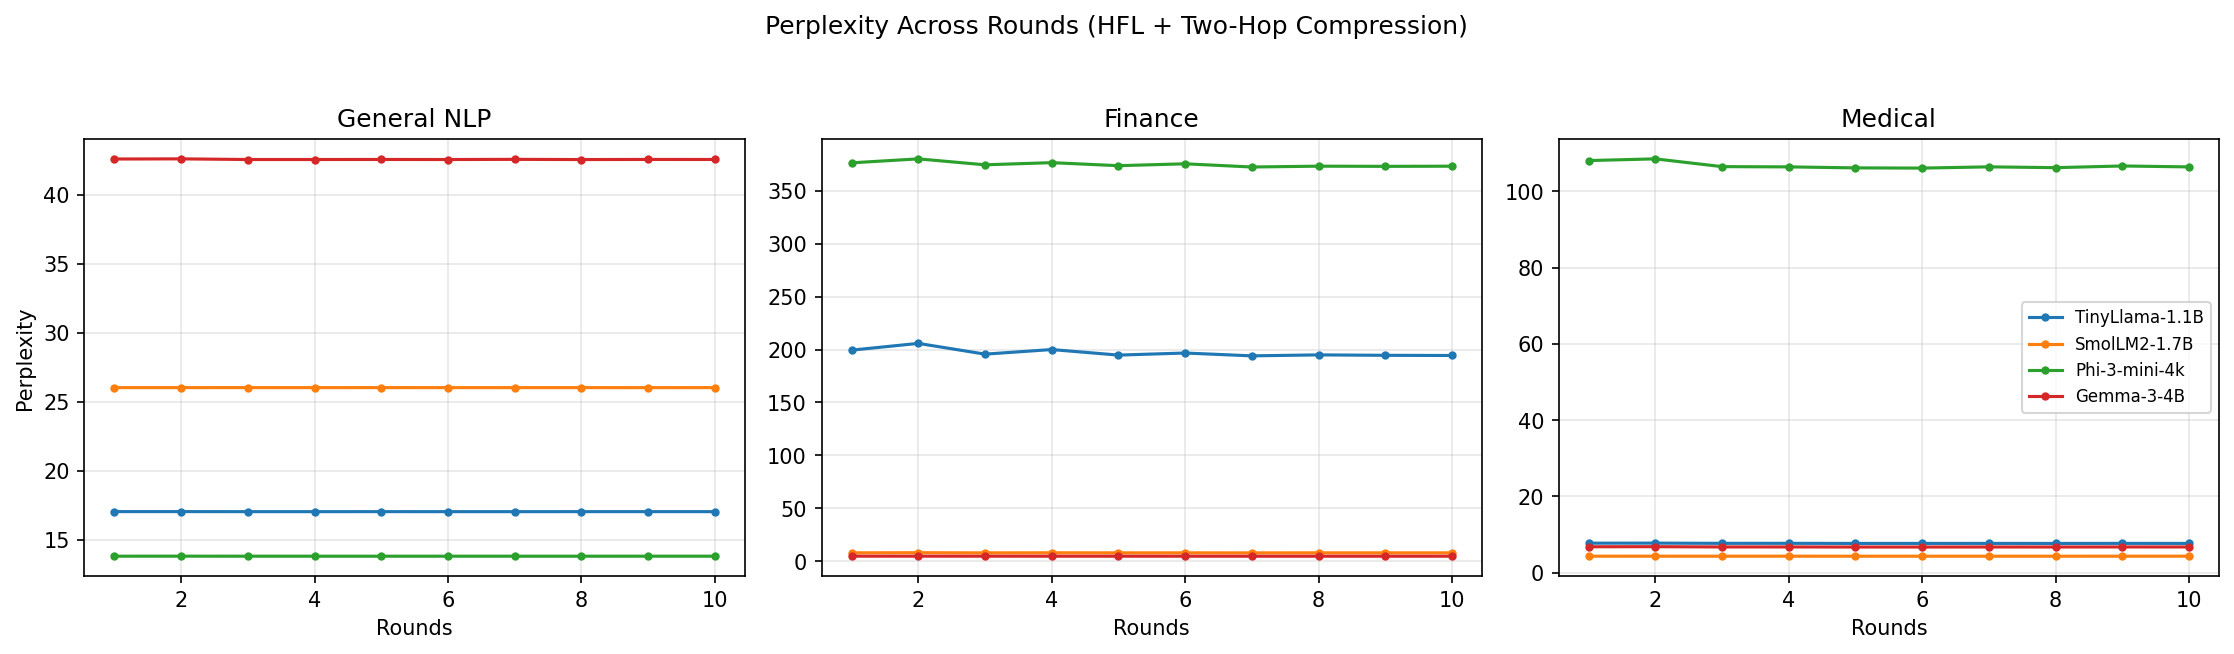 Perplexity Across Rounds (HFL + Two-Hop Compression)
General NLP
Perplexity
40
35
30
25
20
15
2 4 6 8 10
Rounds
Finance
350
300
250
200
150
100
50
0
2 4 6 8 10
Rounds
Medical
100
80
60
40
20
0
TinyLlama-1.1B
SmolLM2-1.7B
Phi-3-mini-4k
Gemma-3-4B
2 4 6 8 10
Rounds